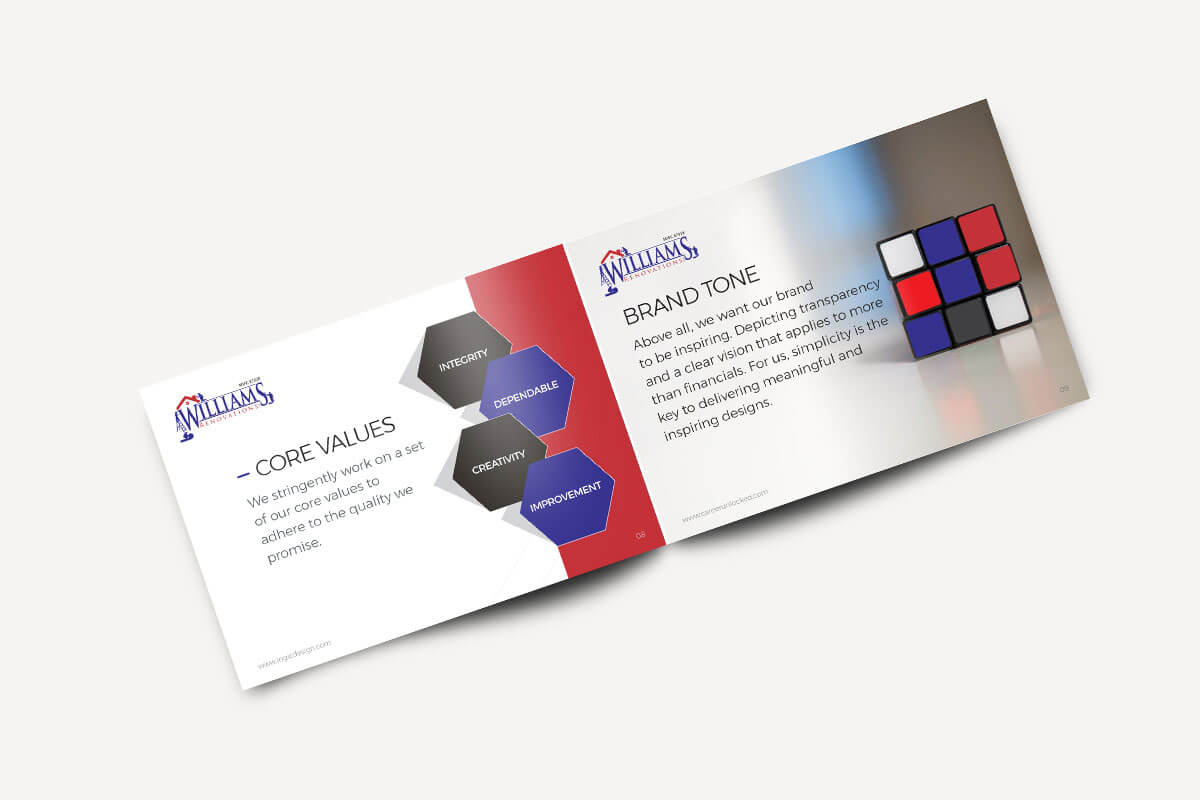 WILLIAMS
RENOVATIONS
– CORE VALUES
We stringently work on a set
of our core values to
adhere to the quality we
promise.
INTEGRITY
DEPENDABLE
CREATIVITY
IMPROVEMENT
08
WILLIAMS
RENOVATIONS
BRAND TONE
Above all, we want our brand
to be inspiring. Depicting transparency
and a clear vision that applies to more
than financials. For us, simplicity is the
key to delivering meaningful and
inspiring designs.
www.careerunlocked.com
09